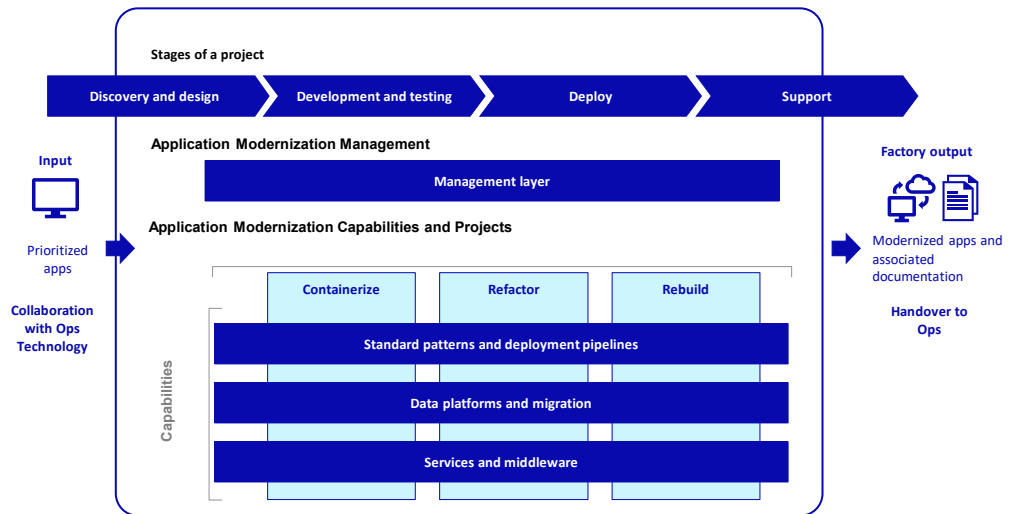 Stages of a project
Discovery and design
Development and testing
Deploy
Support
Application Modernization Management
Management layer
Input
Prioritized
apps
Collaboration
with Ops
Technology
Application Modernization Capabilities and Projects
Containerize
Refactor
Rebuild
Capabilities
Standard patterns and deployment pipelines
Data platforms and migration
Services and middleware
Factory output
Modernized apps and
associated
documentation
Handover to
Ops